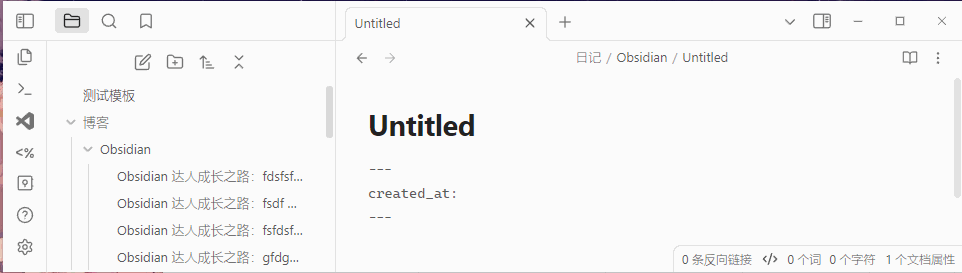 Untitled
日记 / Obsidian / Untitled
测试模板
博客
Obsidian
Obsidian 达人成长之路：fdsfsf...
Obsidian 达人成长之路：fsdf ...
Obsidian 达人成长之路：fsfdsf...
Obsidian 达人成长之路：gfdg...
<%
Untitled
---
created_at:
---
0 条反向链接 </> 0 个词 0 个字符 1 个文档属性